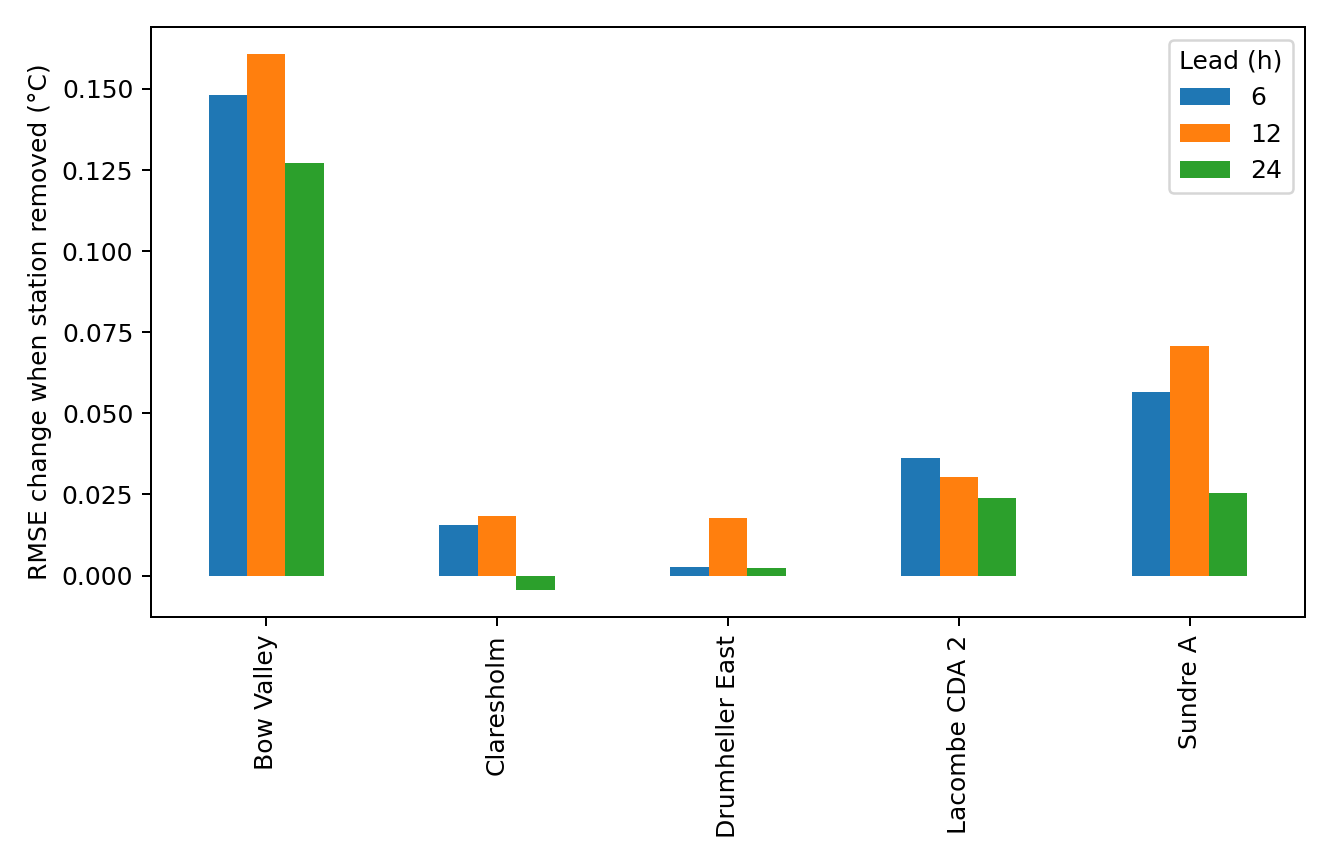 RMSE change when station removed (°C)
0.150
0.125
0.100
0.075
0.050
0.025
0.000
Lead (h)
6
12
24
Bow Valley
Claresholm
Drumheller East
Lacombe CDA 2
Sundre A